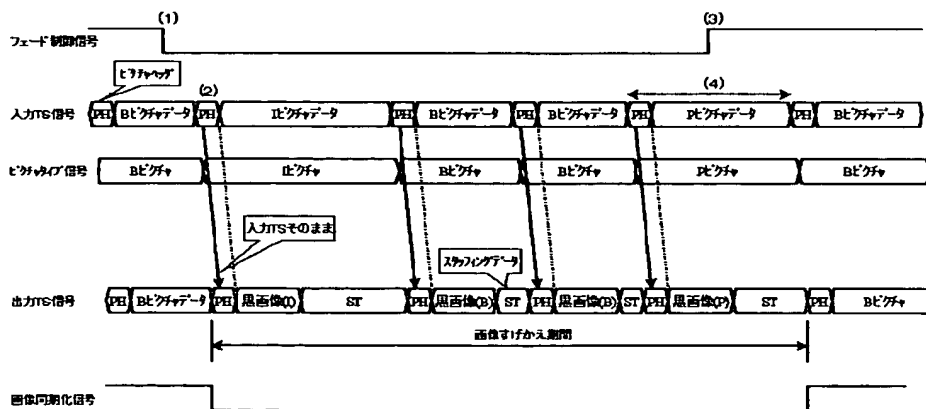 (1) (3)
フェード制御信号
ピクチャヘッダ
(2) (4)
入力TS信号 PH Bピクチャデータ PH Iピクチャデータ PH Bピクチャデータ PH Bピクチャデータ PH Pピクチャデータ PH Bピクチャデータ
ピクチャタイプ信号 Bピクチャ Iピクチャ Bピクチャ Bピクチャ Pピクチャ Bピクチャ
入力TSそのまま
スタッフィングデータ
出力TS信号 PH Bピクチャデータ PH 黒画像(I) ST PH 黒画像(B) ST PH 黒画像(B) ST PH 黒画像(P) ST PH Bピクチャ
画像すげかえ期間
画像同期化信号